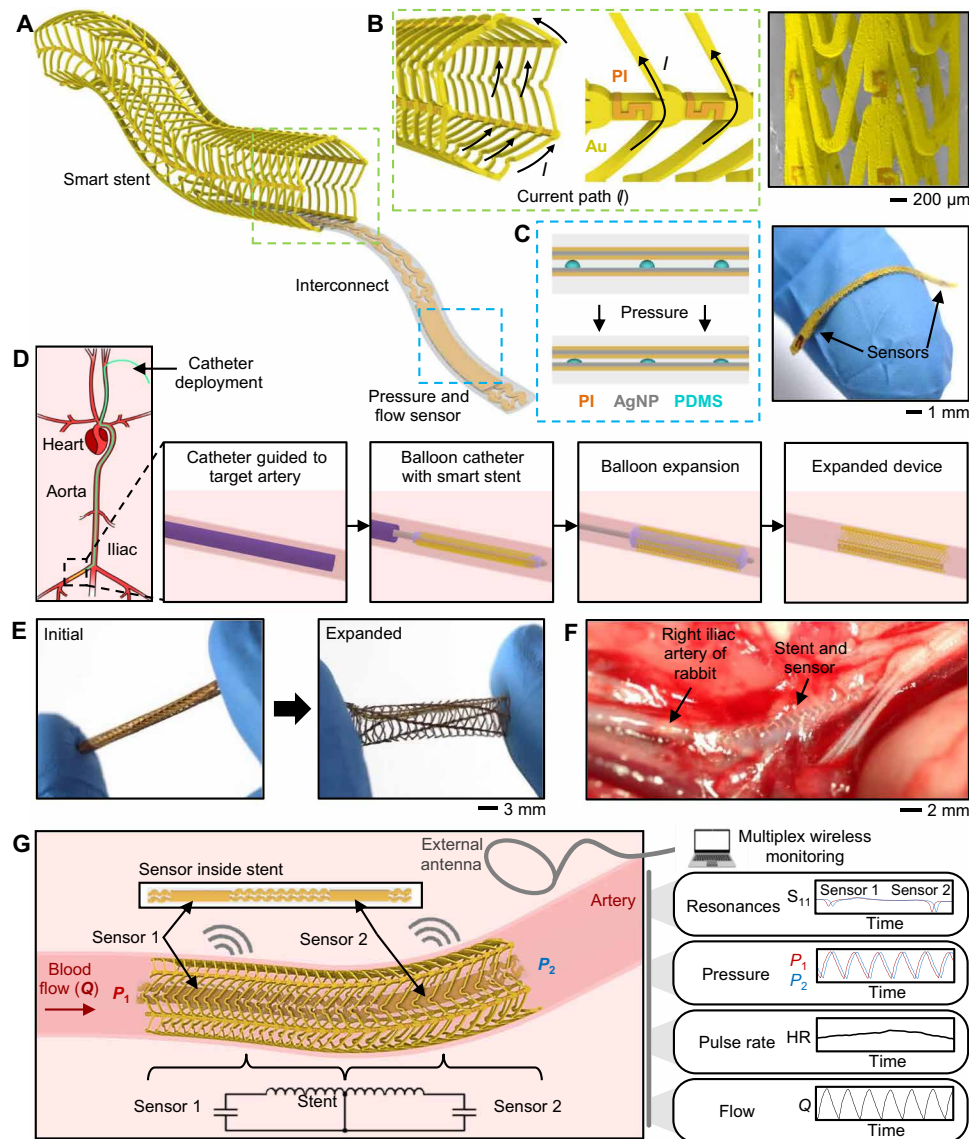 A
Smart stent
Interconnect
Pressure and
flow sensor
B
PI
I
Au
I
Current path (I)
200 µm
C
Pressure
PI AgNP PDMS
Sensors
1 mm
D
Catheter
deployment
Heart
Aorta
Iliac
Catheter guided to
target artery
Balloon catheter
with smart stent
Balloon expansion
Expanded device
E
Initial
Expanded
3 mm
F
Right iliac
artery of
rabbit
Stent and
sensor
2 mm
G
External
antenna
Sensor inside stent
Artery
Sensor 1
Sensor 2
Blood
flow (Q)
P1
P2
Sensor 1
Stent
Sensor 2
Multiplex wireless
monitoring
Resonances
S11
Sensor 1 Sensor 2
Time
Pressure
P1
P2
Time
Pulse rate
HR
Time
Flow
Q
Time